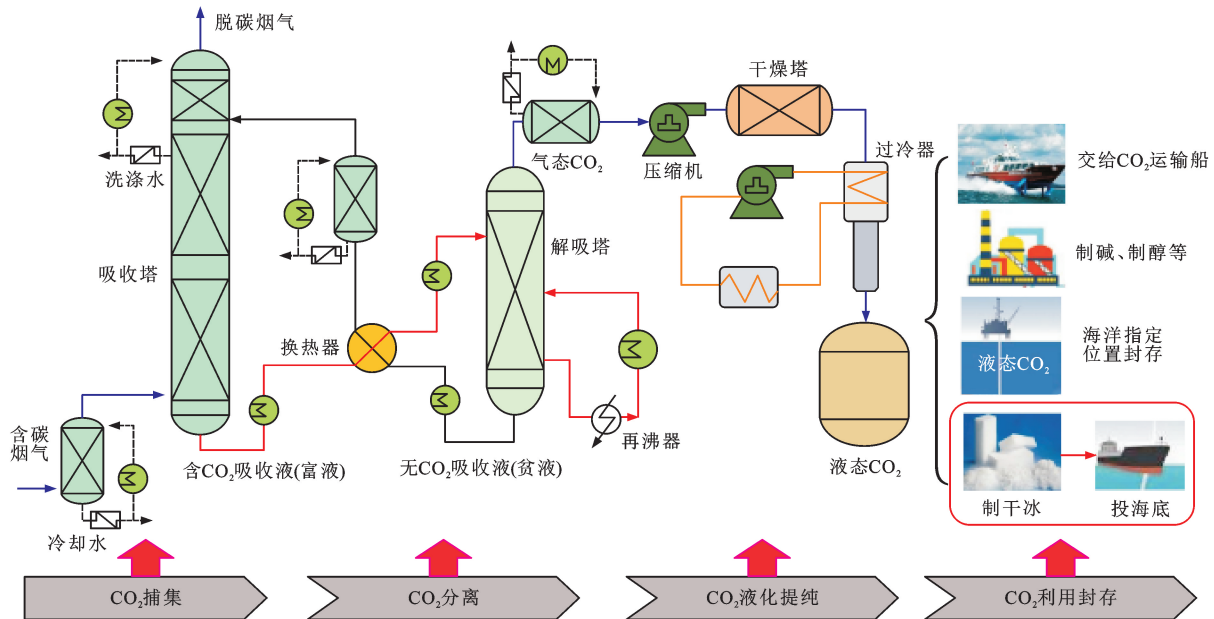 脱碳烟气
洗涤水
吸收塔
含碳
烟气
冷却水
含CO₂吸收液(富液)
换热器
无CO₂吸收液(贫液)
解吸塔
再沸器
气态CO₂
压缩机
干燥塔
过冷器
液态CO₂
交给CO₂运输船
制碱、制醇等
液态CO₂
海洋指定
位置封存
制干冰
投海底
CO₂捕集
CO₂分离
CO₂液化提纯
CO₂利用封存
M
M
M
M
M
M
M
M